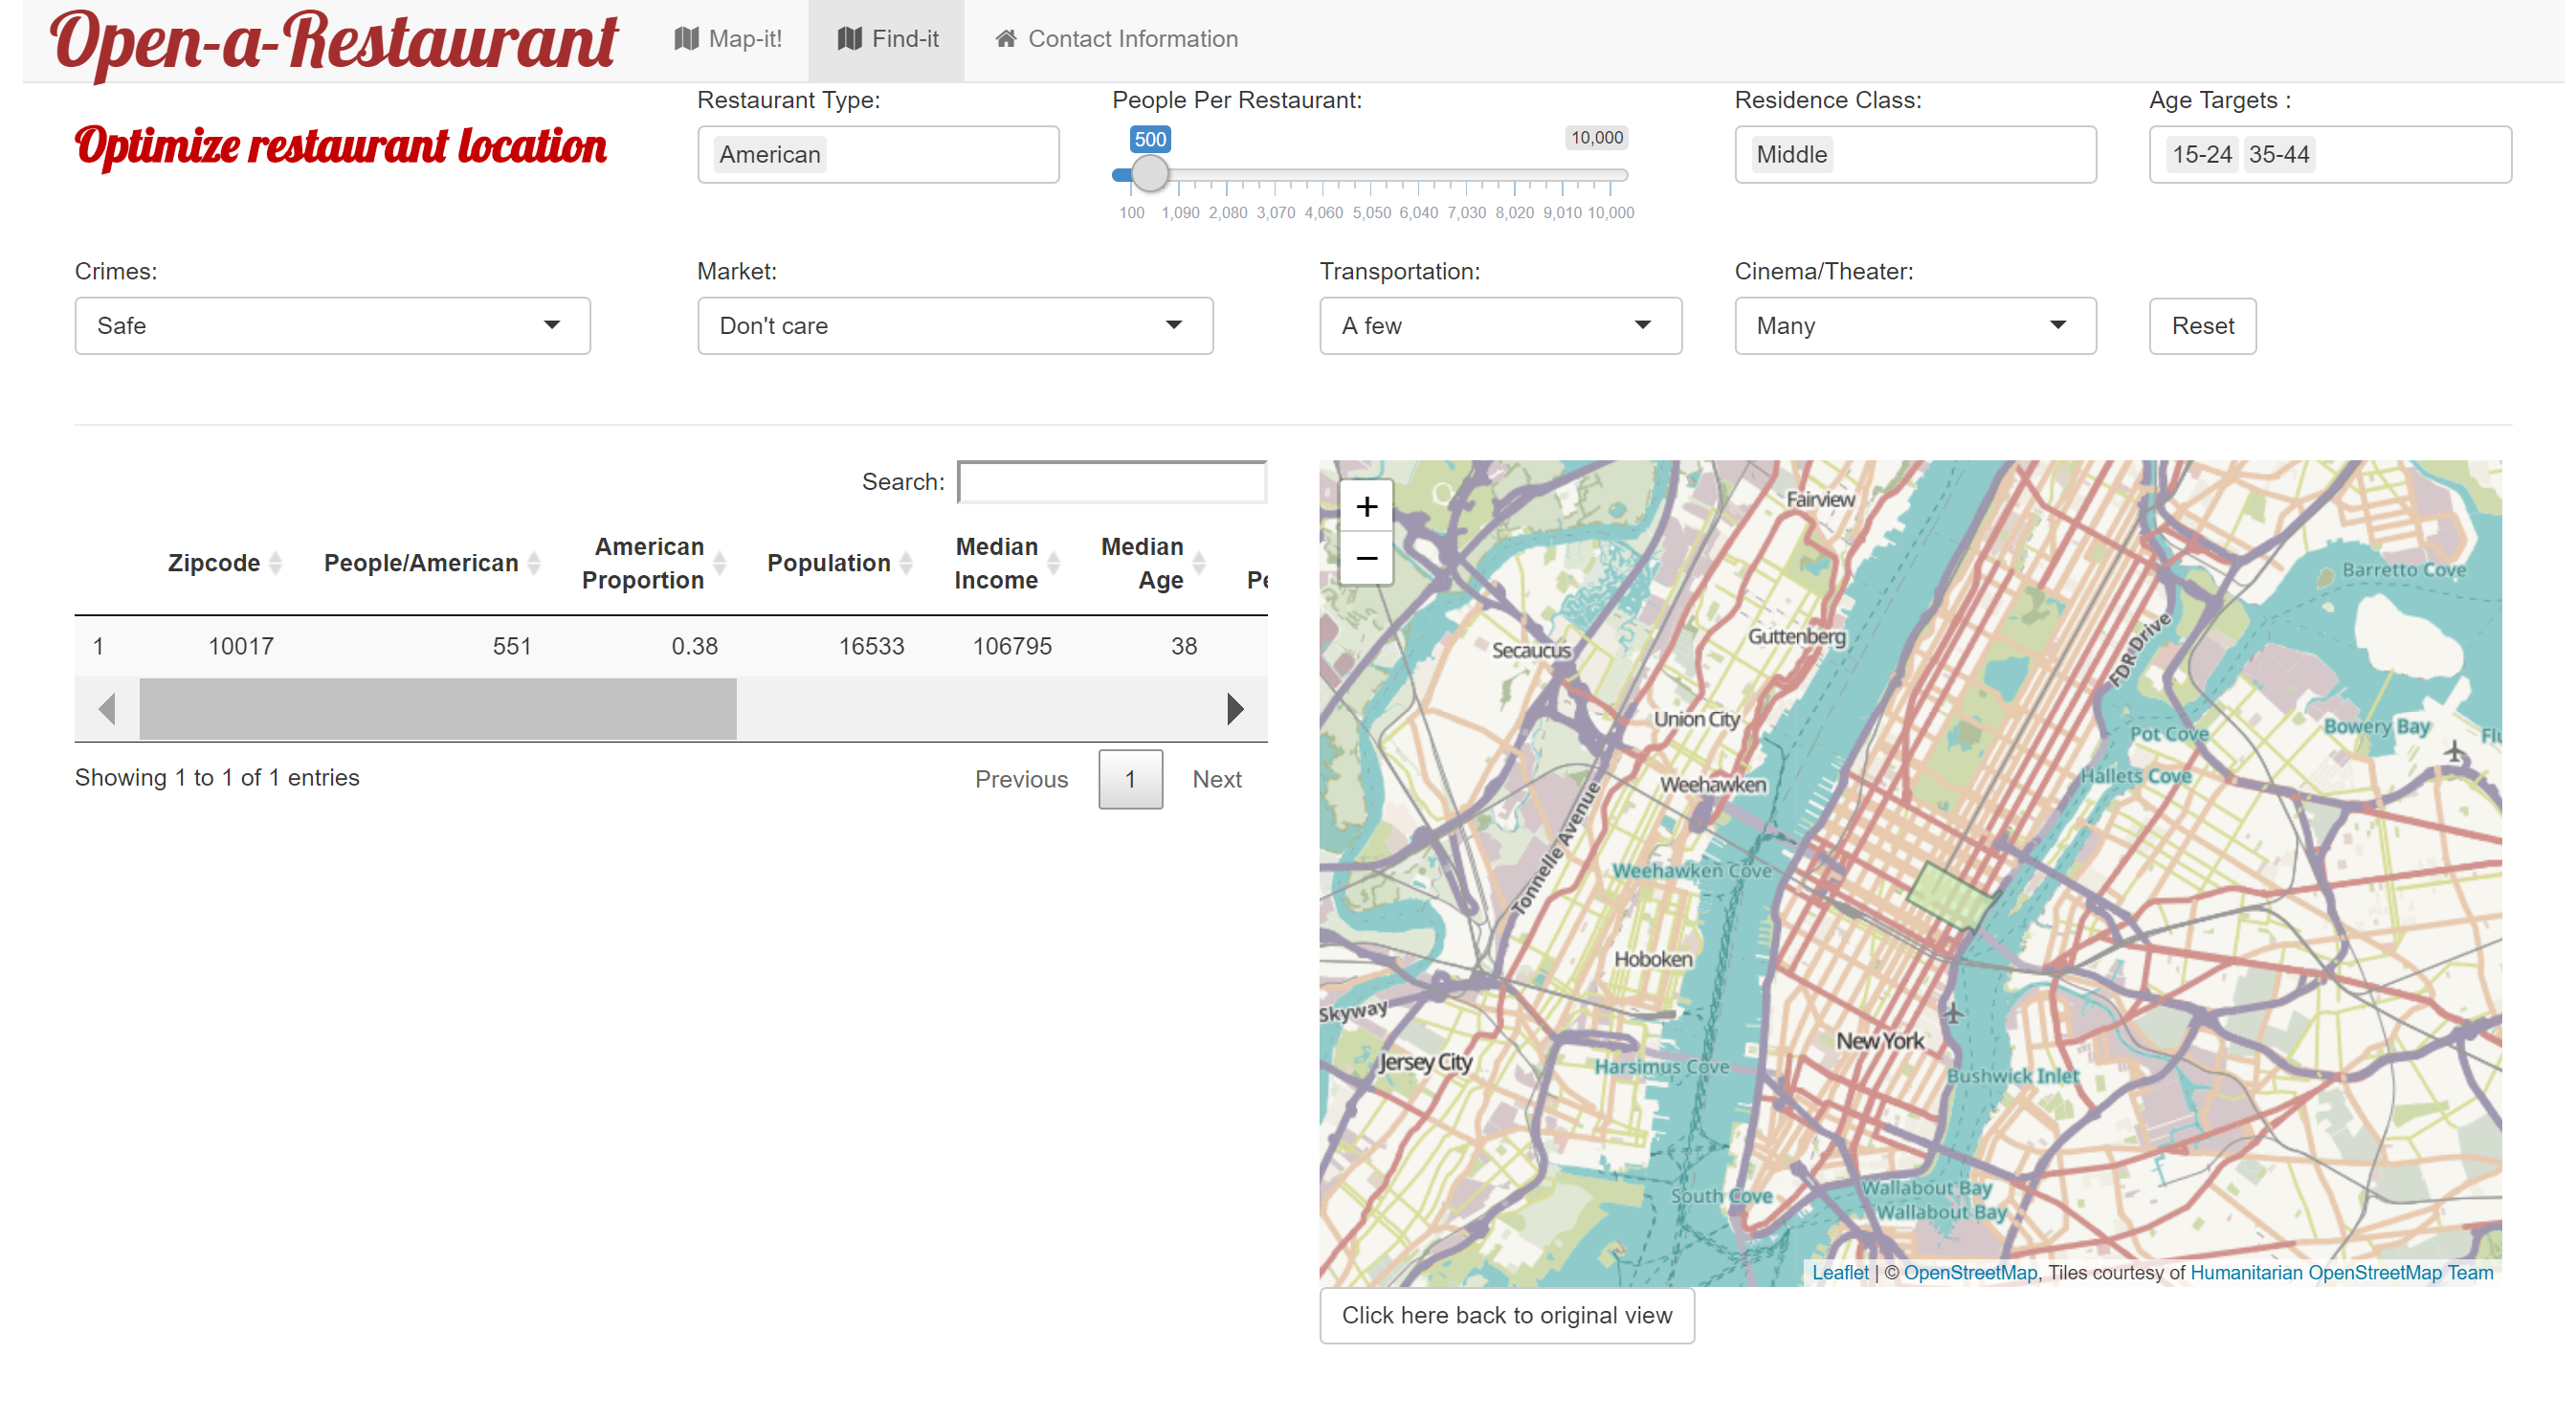 Open-a-Restaurant Map-it! Find-it Contact Information
Optimize restaurant location
Restaurant Type:
American
People Per Restaurant:
500 10,000
100 1,090 2,080 3,070 4,060 5,050 6,040 7,030 8,020 9,010 10,000
Residence Class:
Middle
Age Targets :
15-24 35-44
Crimes:
Safe
Market:
Don't care
Transportation:
A few
Cinema/Theater:
Many
Reset
Search:
Zipcode People/American American Proportion Population Median Income Median Age Pe
1 10017 551 0.38 16533 106795 38
Showing 1 to 1 of 1 entries
Previous 1 Next
+
−
Fairview
Barretto Cove
Guttenberg
Secaucus
FDR Drive
Union City
Bowery Bay
Flu
Pot Cove
Hallets Cove
Weehawken
Tonnelle Avenue
Weehawken Cove
Hoboken
Skyway
New York
Jersey City
Harsimus Cove
Bushwick Inlet
South Cove
Wallabout Bay
Wallabout Bay
Leaflet | © OpenStreetMap, Tiles courtesy of Humanitarian OpenStreetMap Team
Click here back to original view